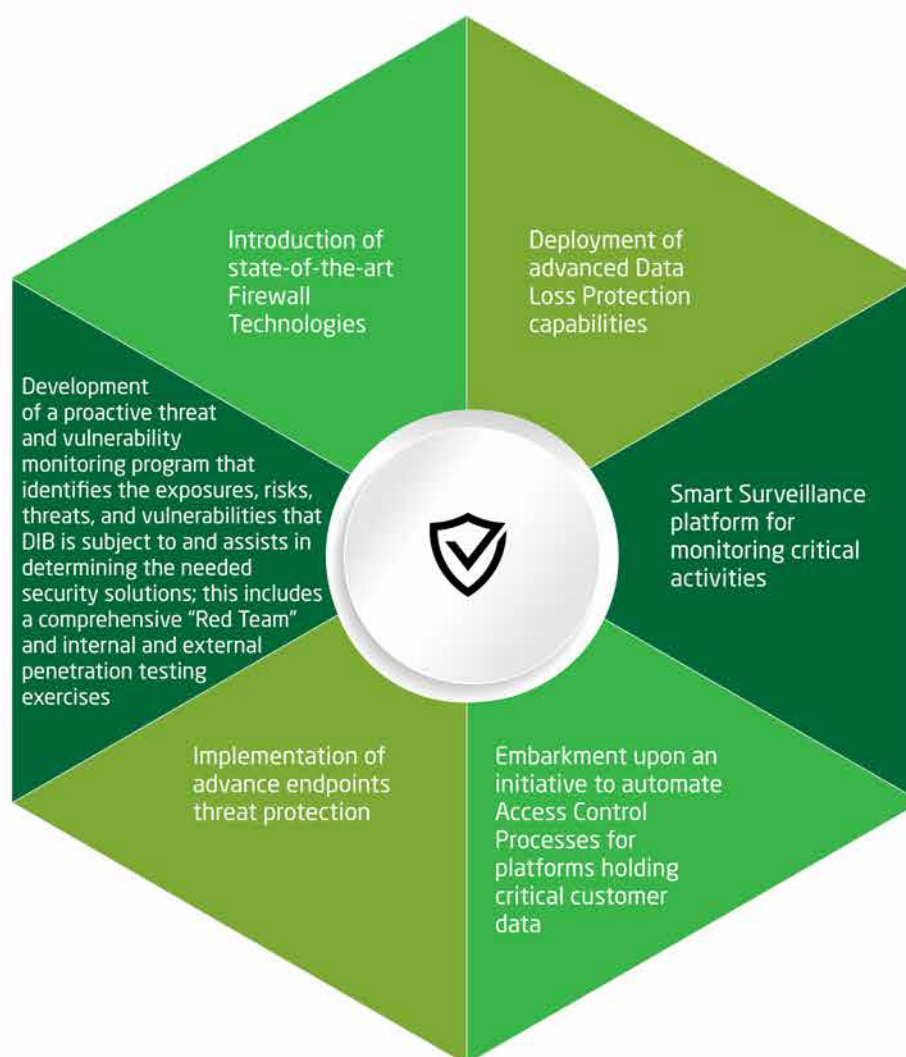 Introduction of
state-of-the-art
Firewall
Technologies
Deployment of
advanced Data
Loss Protection
capabilities
Development
of a proactive threat
and vulnerability
monitoring program that
identifies the exposures, risks,
threats, and vulnerabilities that
DIB is subject to and assists in
determining the needed
security solutions; this includes
a comprehensive “Red Team”
and internal and external
penetration testing
exercises
Smart Surveillance
platform for
monitoring critical
activities
Implementation of
advance endpoints
threat protection
Embarkment upon an
initiative to automate
Access Control
Processes for
platforms holding
critical customer
data